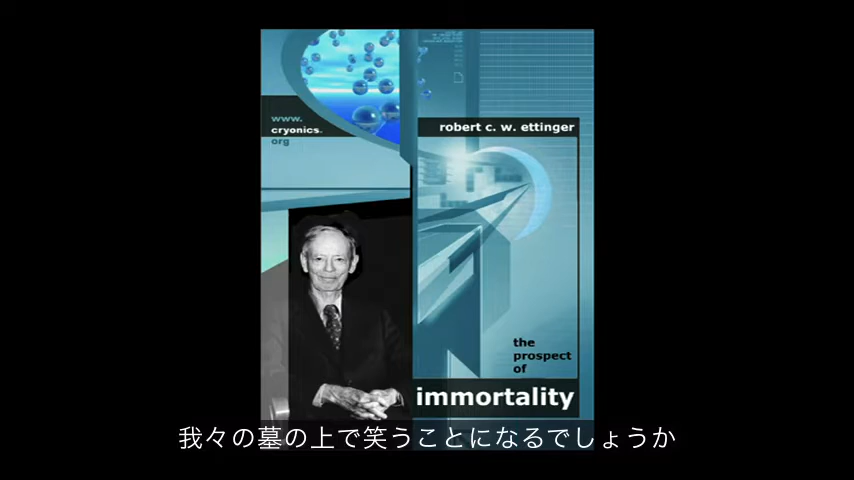 www.
cryonics.
org
robert c. w. ettinger
the
prospect
of
immortality
我々の墓の上で笑うことになるでしょうか